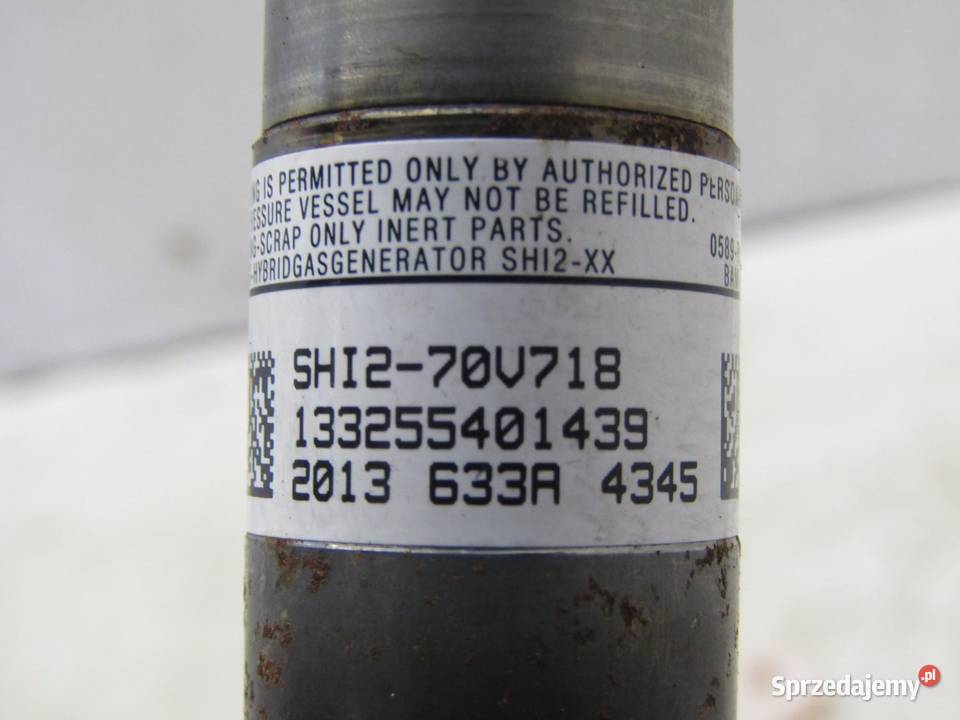 IS PERMITTED ONLY BY AUTHORIZED
VESSEL MAY NOT BE REFILLED.
SCRAP ONLY INERT PARTS.
HYBRIDGASGENERATOR SHI2-XX
0589
SHI2-70V718
133255401439
2013 633A 4345
Sprzedajemy.pl